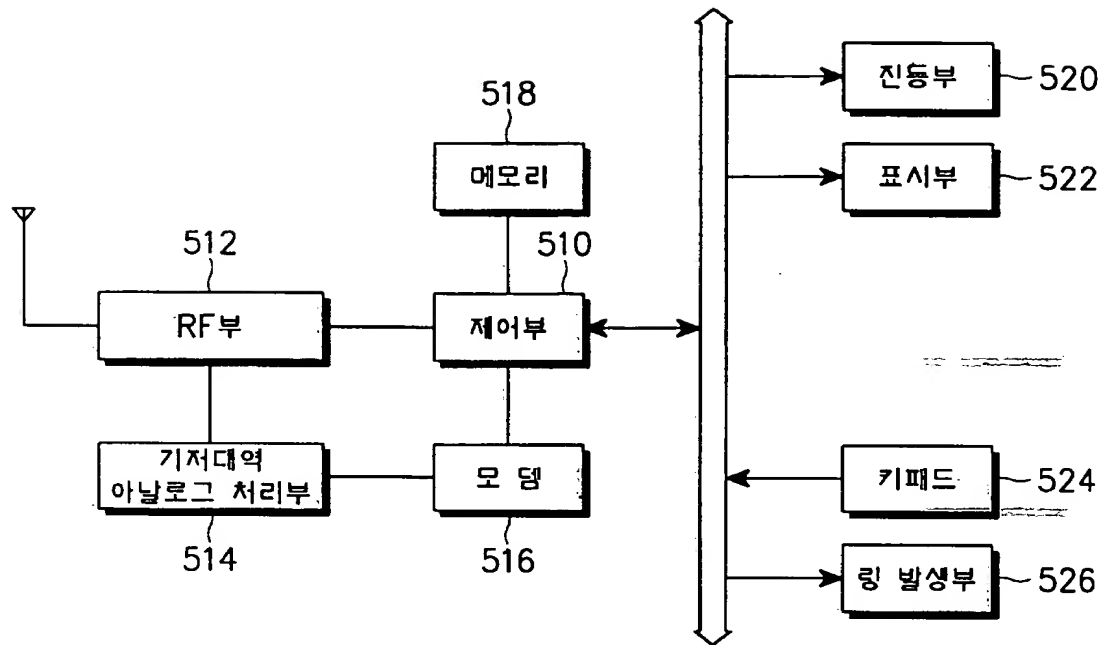 518
메모리
512
RF부
510
제어부
기저대역
아날로그 처리부
514
모 뎀
516
진동부
520
표시부
522
키패드
524
링 발생부
526